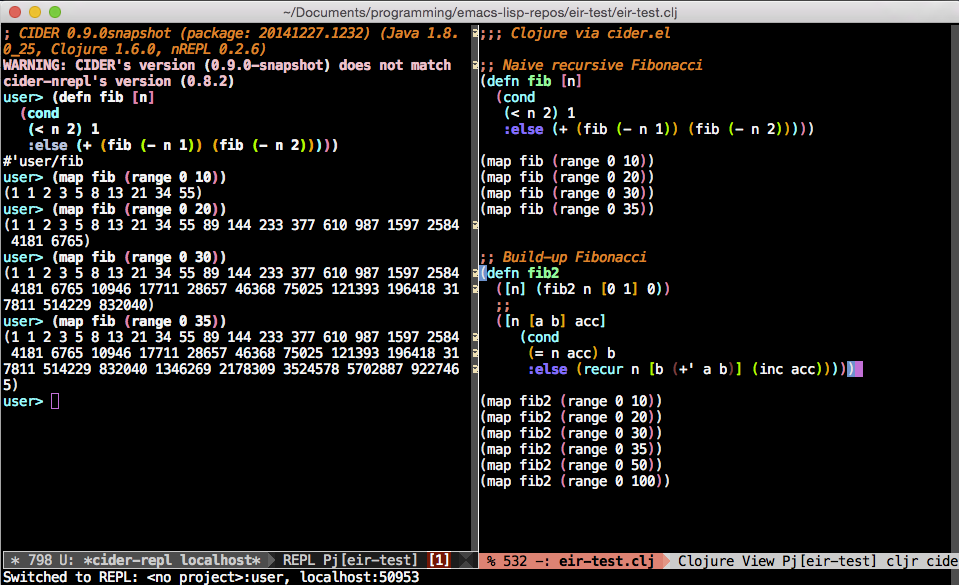 ~/Documents/programming/emacs-lisp-repos/eir-test/eir-test.clj
; CIDER 0.9.0snapshot (package: 20141227.1232) (Java 1.8.
0_25, Clojure 1.6.0, nREPL 0.2.6)
WARNING: CIDER's version (0.9.0-snapshot) does not match
cider-nrepl's version (0.8.2)
user> (defn fib [n]
  (cond
   (< n 2) 1
   :else (+ (fib (- n 1)) (fib (- n 2)))))
#'user/fib
user> (map fib (range 0 10))
(1 1 2 3 5 8 13 21 34 55)
user> (map fib (range 0 20))
(1 1 2 3 5 8 13 21 34 55 89 144 233 377 610 987 1597 2584
 4181 6765)
user> (map fib (range 0 30))
(1 1 2 3 5 8 13 21 34 55 89 144 233 377 610 987 1597 2584
 4181 6765 10946 17711 28657 46368 75025 121393 196418 31
7811 514229 832040)
user> (map fib (range 0 35))
(1 1 2 3 5 8 13 21 34 55 89 144 233 377 610 987 1597 2584
 4181 6765 10946 17711 28657 46368 75025 121393 196418 31
7811 514229 832040 1346269 2178309 3524578 5702887 922746
5)
user>
* 798 U: *cider-repl localhost* REPL Pj[eir-test] [1]
;;; Clojure via cider.el
;; Naive recursive Fibonacci
(defn fib [n]
  (cond
   (< n 2) 1
   :else (+ (fib (- n 1)) (fib (- n 2)))))
(map fib (range 0 10))
(map fib (range 0 20))
(map fib (range 0 30))
(map fib (range 0 35))
;; Build-up Fibonacci
(defn fib2
  ([n] (fib2 n [0 1] 0))
  ;;
  ([n [a b] acc]
     (cond
      (= n acc) b
      :else (recur n [b (+' a b)] (inc acc)))))
(map fib2 (range 0 10))
(map fib2 (range 0 20))
(map fib2 (range 0 30))
(map fib2 (range 0 35))
(map fib2 (range 0 50))
(map fib2 (range 0 100))
% 532 -: eir-test.clj Clojure View Pj[eir-test] cljr cide
Switched to REPL: <no project>:user, localhost:50953